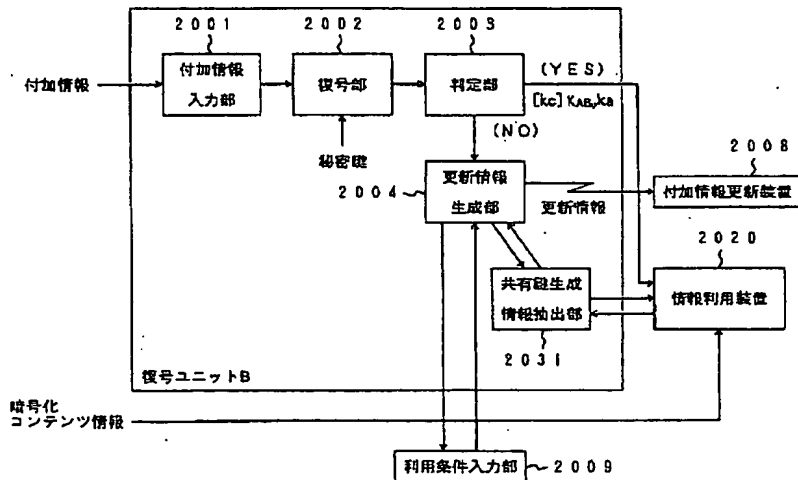 2001
2002
2003
付加情報
付加情報
入力部
復号部
判定部
(YES)
[kc]KAB,ka
(NO)
秘密鍵
2004
更新情報
生成部
更新情報
2008
付加情報更新装置
2020
共有鍵生成
情報抽出部
情報利用装置
2031
復号ユニットB
暗号化
コンテンツ情報
利用条件入力部
2009